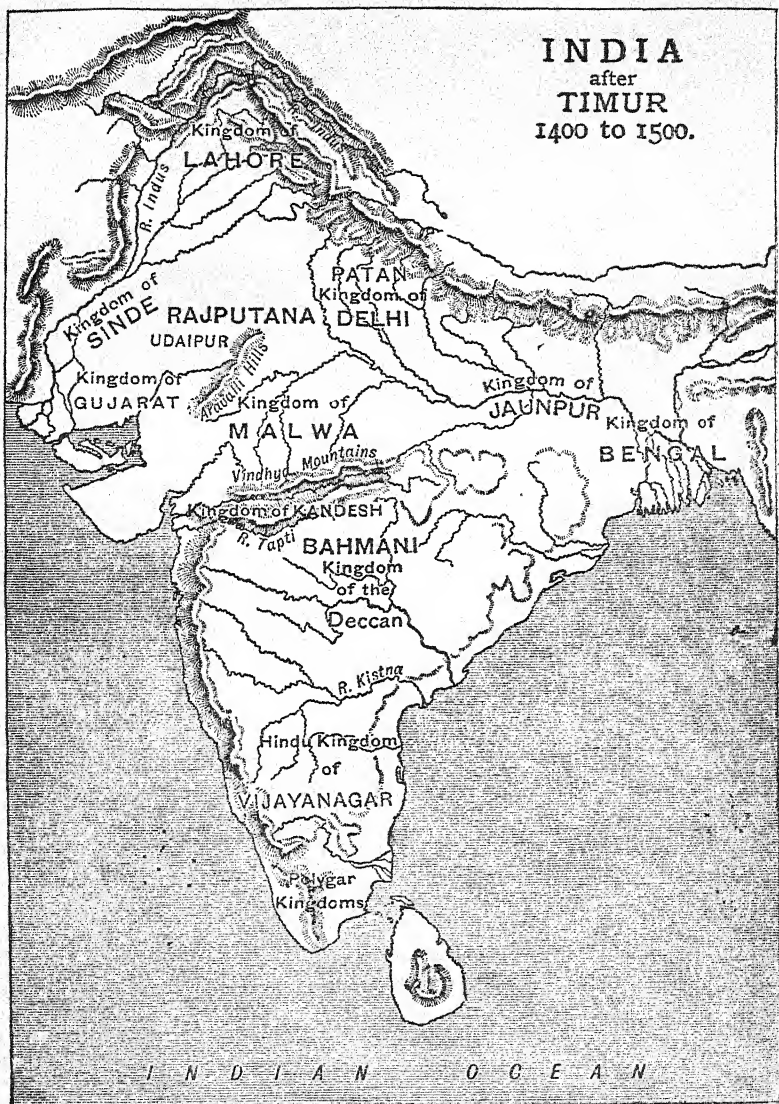 INDIA
after
TIMUR
1400 to 1500.
Kingdom of
LAHORE
R. Indus
R. Indus
PATAN
Kingdom of
DELHI
Kingdom of
SINDE
RAJPUTANA
UDAIPUR
Aravalli Hills
Kingdom of
GUJARAT
Kingdom of
MALWA
Kingdom of
JAUNPUR
Kingdom of
BENGAL
Vindhya Mountains
Kingdom of KANDESH
R. Tapti
BAHMANI
Kingdom
of the
Deccan
R. Kistna
Hindu Kingdom
of
VIJAYANAGAR
Polygar
Kingdoms
INDIAN OCEAN